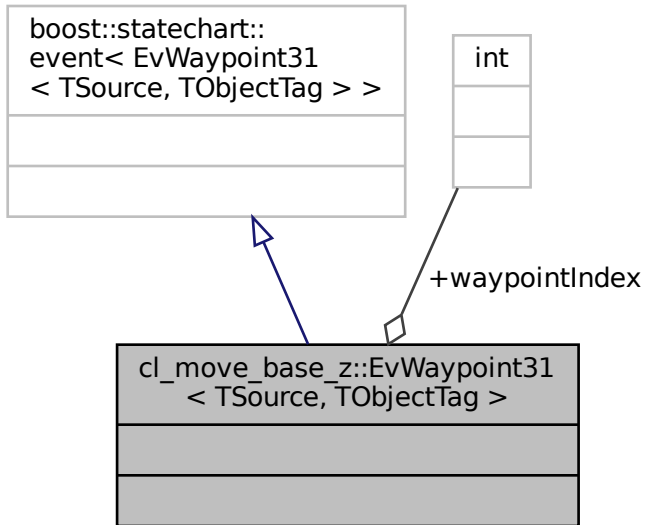 boost::statechart::
event< EvWaypoint31
< TSource, TObjectTag > >
int
+waypointIndex
cl_move_base_z::EvWaypoint31
< TSource, TObjectTag >